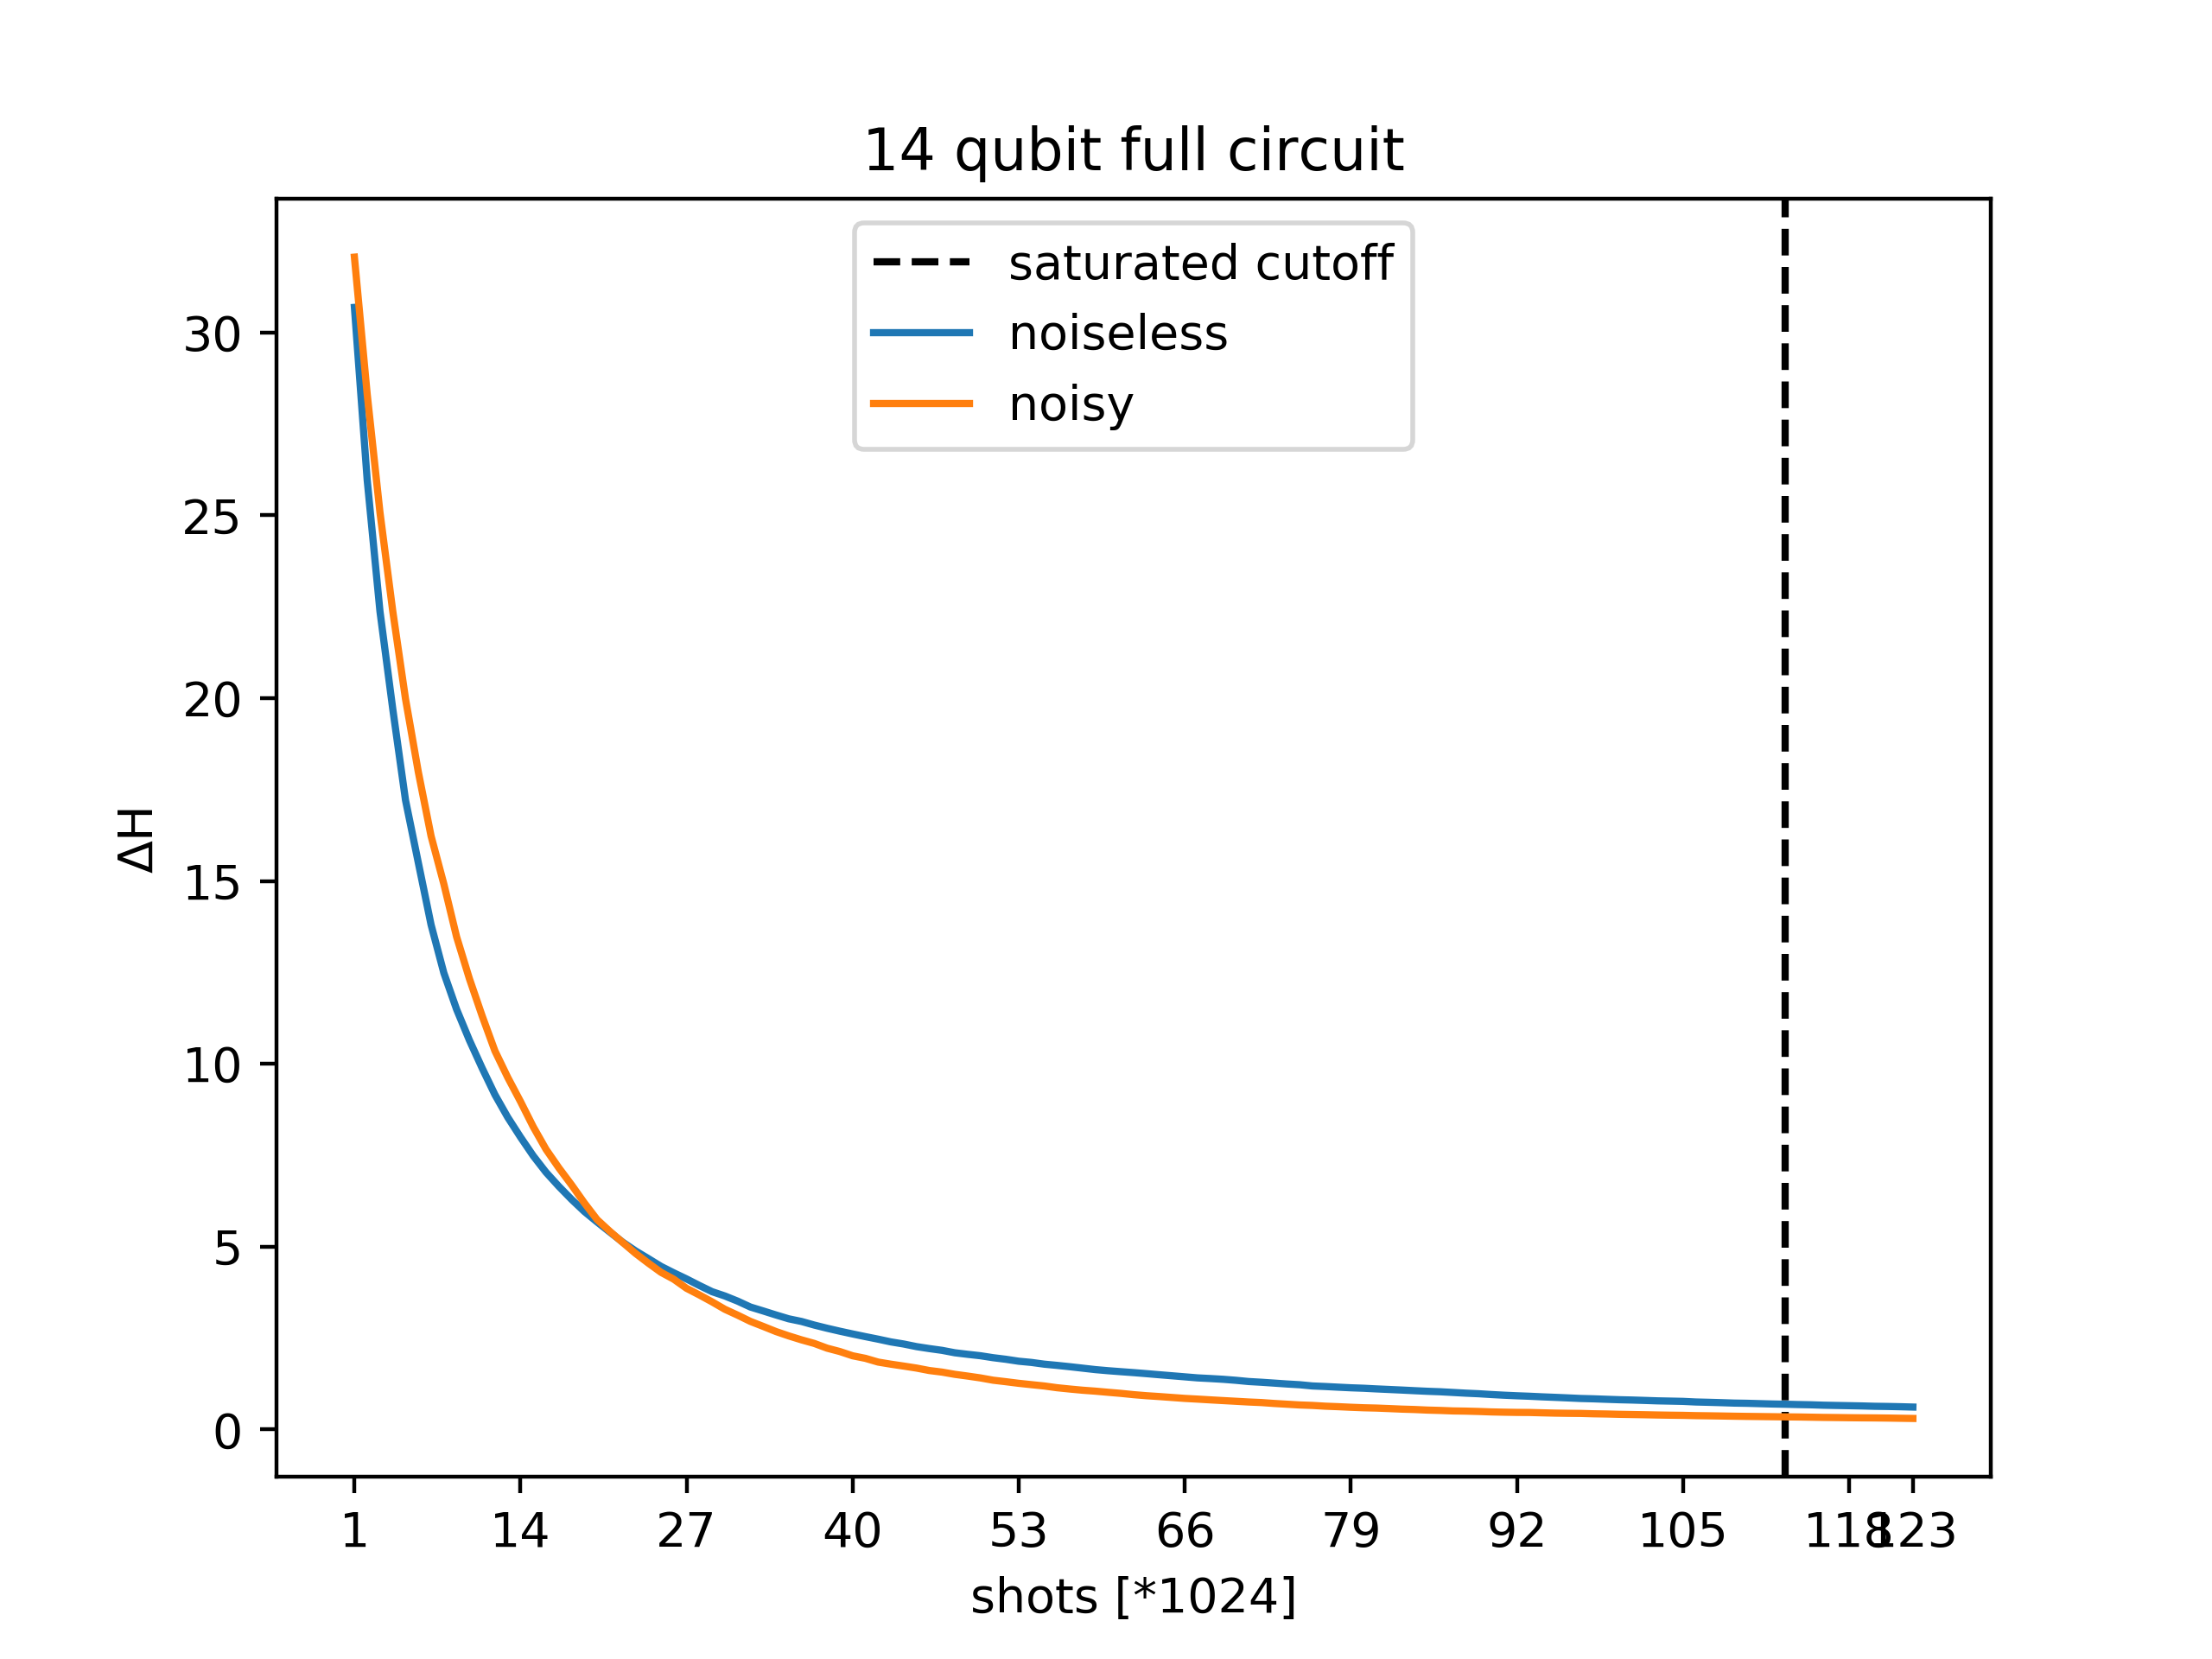 14 qubit full circuit
saturated cutoff
noiseless
noisy
30
25
20
15
10
5
0
ΔH
1 14 27 40 53 66 79 92 105 118 123
shots [*1024]